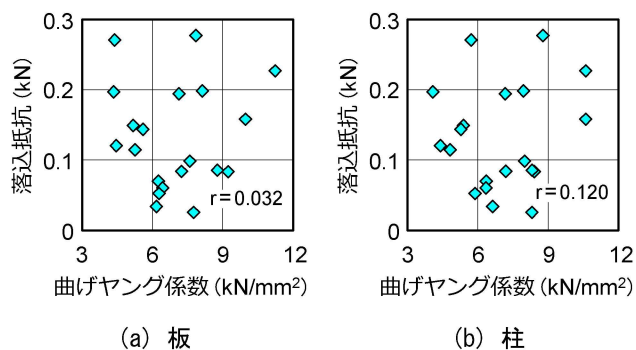 0.3
0.2
0.1
0
落込抵抗 (kN)
r=0.032
3 6 9 12
曲げヤング係数 (kN/mm²)
(a) 板
0.3
0.2
0.1
0
落込抵抗 (kN)
r=0.120
3 6 9 12
曲げヤング係数 (kN/mm²)
(b) 柱